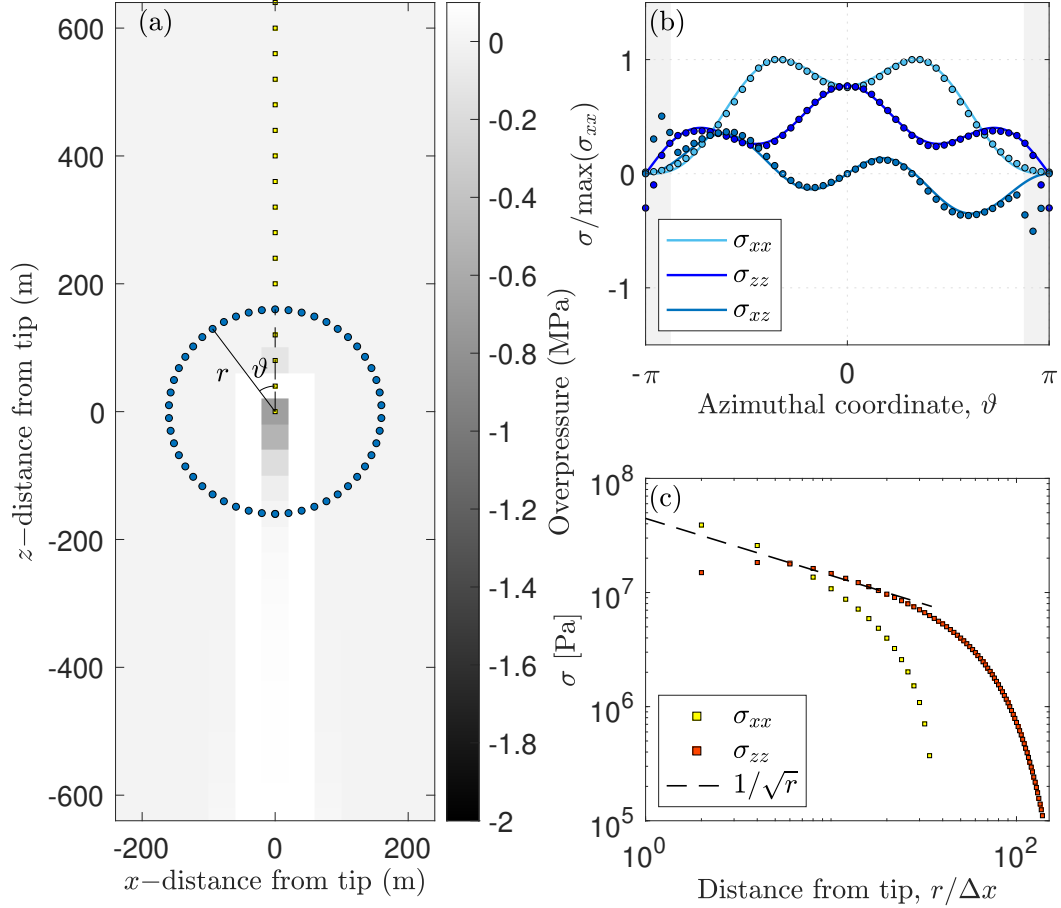 (a)
600
400
200
0
-200
-400
-600
z−distance from tip (m)
-200
0
200
x−distance from tip (m)
r
ϑ
0
-0.2
-0.4
-0.6
-0.8
-1
-1.2
-1.4
-1.6
-1.8
-2
Overpressure (MPa)
(b)
1
0
-1
σ/max(σxx)
σxx
σzz
σxz
-π
0
π
Azimuthal coordinate, ϑ
(c)
10^8
10^7
10^6
10^5
σ [Pa]
σxx
σzz
1/√r
10^0
10^2
Distance from tip, r/Δx